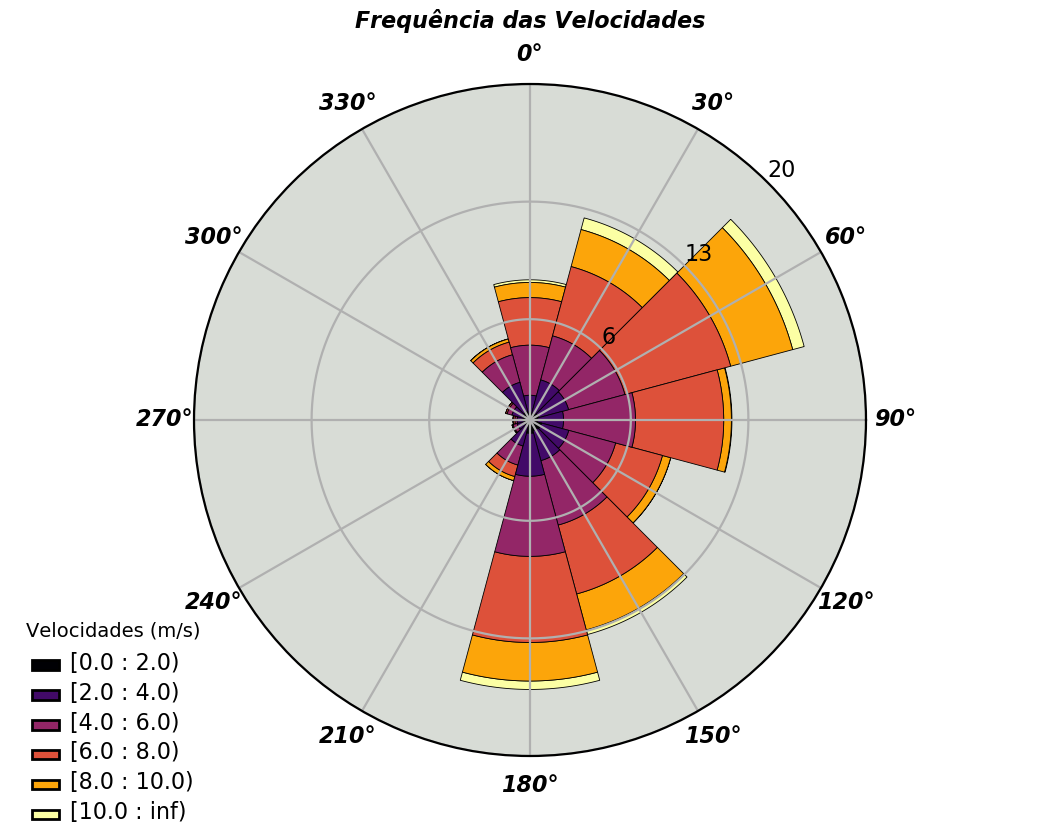 Frequência das Velocidades
0°
330°
30°
20
300°
60°
13
6
270°
90°
240°
120°
210°
150°
180°
Velocidades (m/s)
[0.0 : 2.0)
[2.0 : 4.0)
[4.0 : 6.0)
[6.0 : 8.0)
[8.0 : 10.0)
[10.0 : inf)